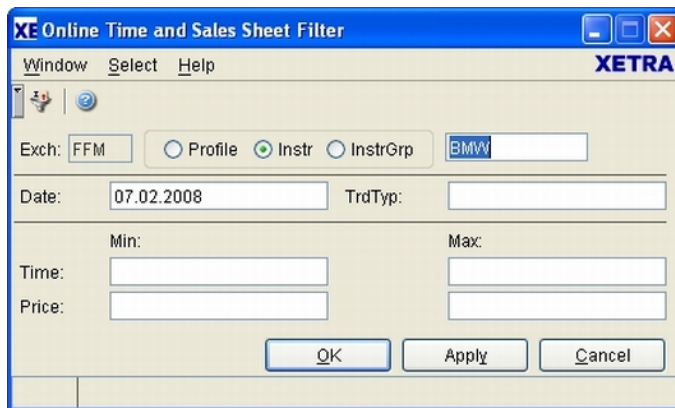 XE Online Time and Sales Sheet Filter
Window Select Help XETRA
Exch: FFM Profile Instr InstrGrp BMW
Date: 07.02.2008 TrdTyp:
Min: Max:
Time:
Price:
OK Apply Cancel